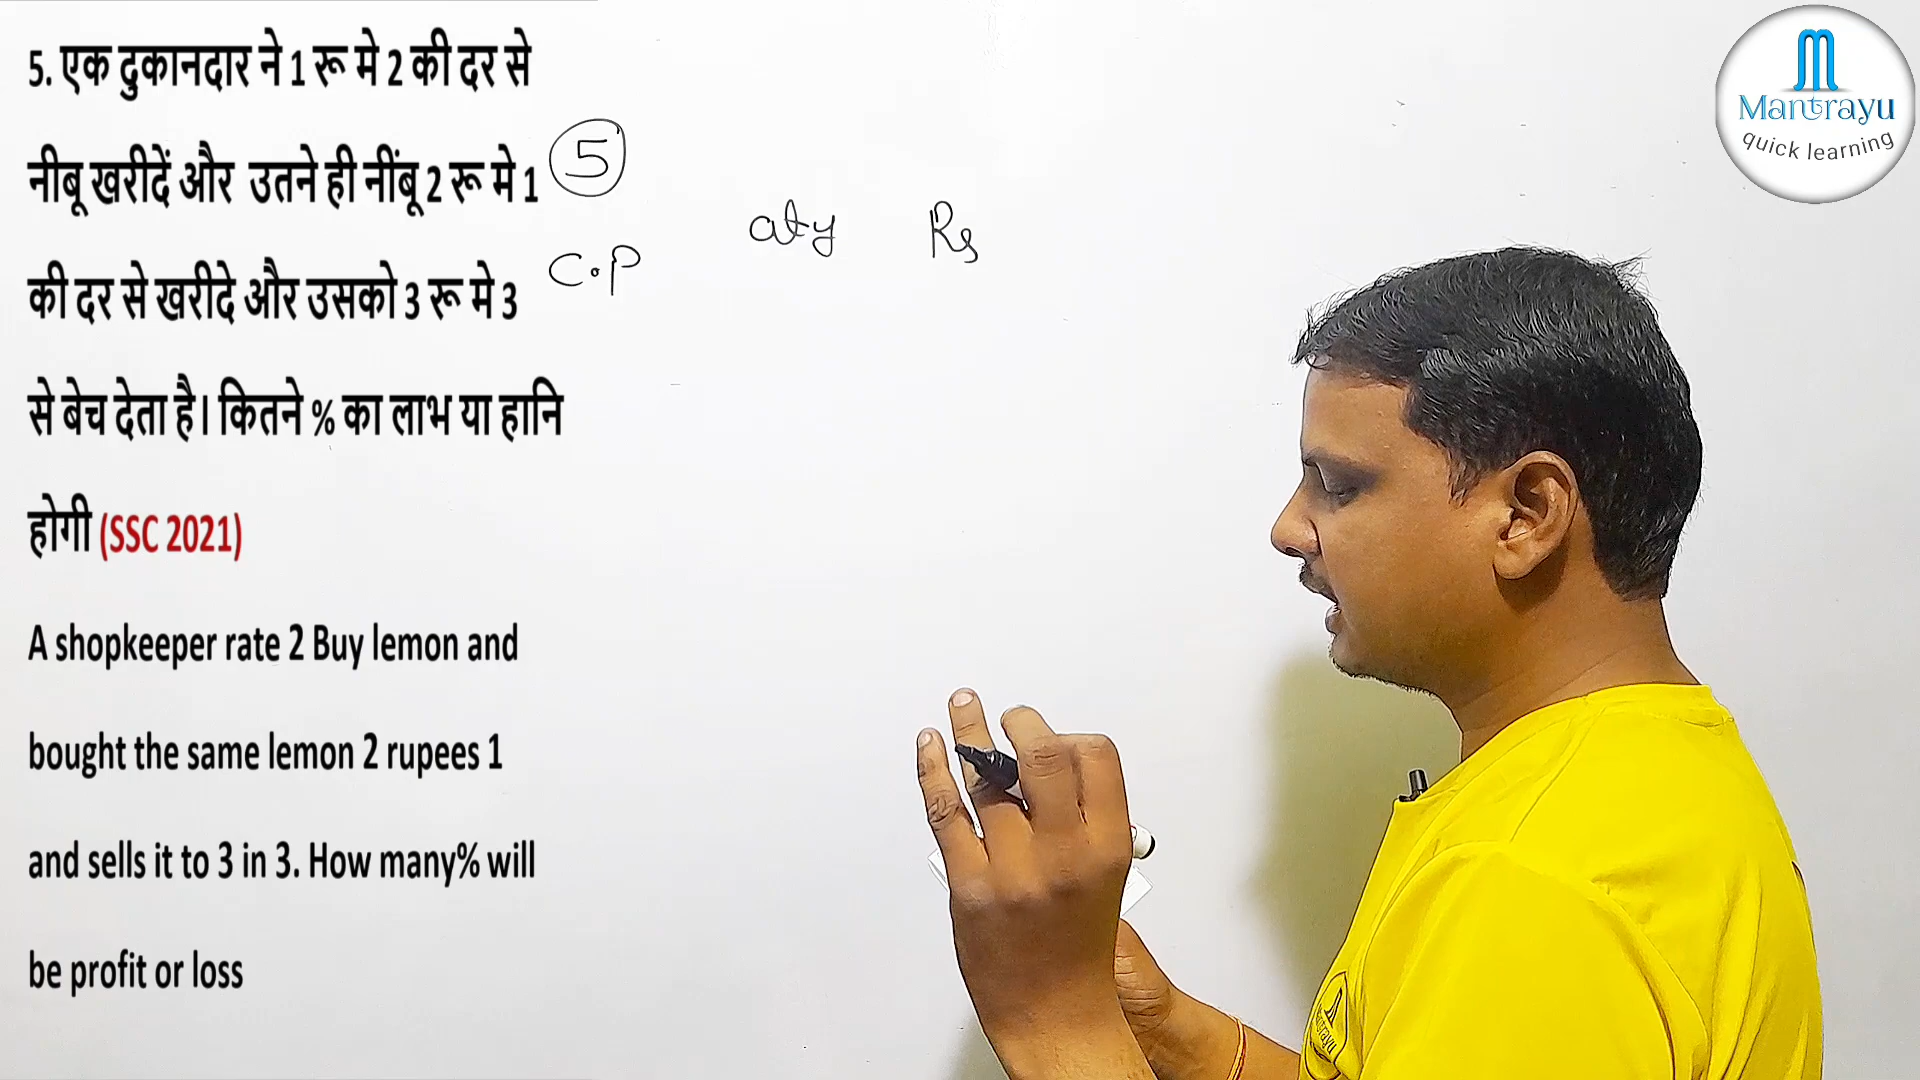 5. एक दुकानदार ने 1 रू मे 2 की दर से
नीबू खरीदें और उतने ही नींबू 2 रू मे 1
की दर से खरीदे और उसको 3 रू मे 3
से बेच देता है। कितने % का लाभ या हानि
होगी (SSC 2021)
A shopkeeper rate 2 Buy lemon and
bought the same lemon 2 rupees 1
and sells it to 3 in 3. How many% will
be profit or loss
5
C.P
Rs
Mantrayu
quick learning